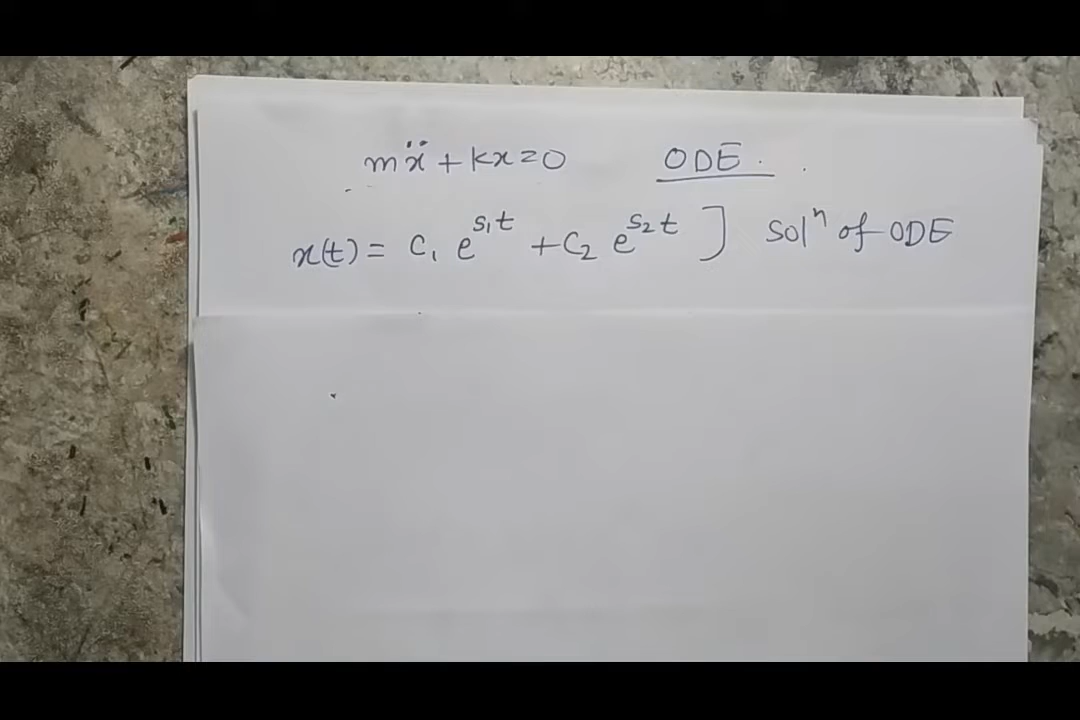 mẍ + kx = 0 ODE.
x(t) = C₁ e^{s₁t} + C₂ e^{s₂t} ] Solⁿ of ODE